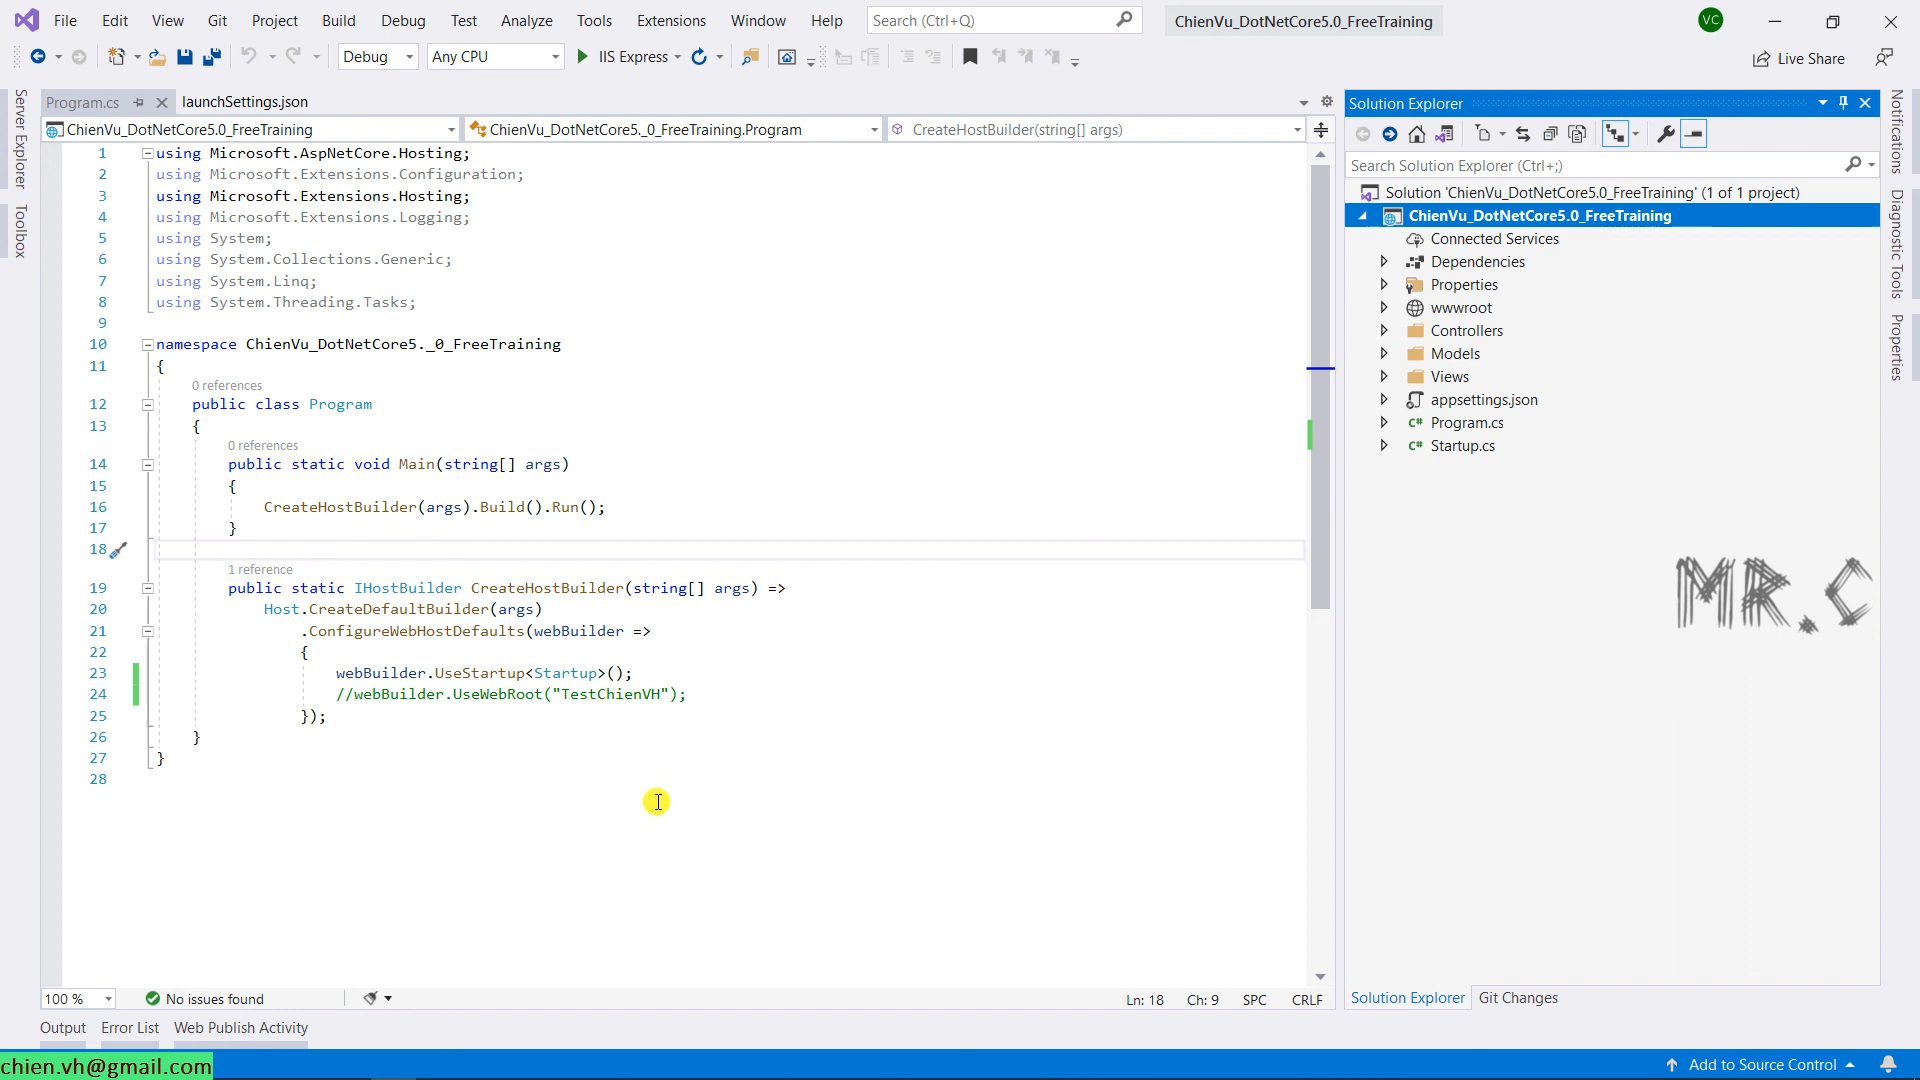 File Edit View Git Project Build Debug Test Analyze Tools Extensions Window Help Search (Ctrl+Q) ChienVu_DotNetCore5.0_FreeTraining VC
Debug Any CPU IIS Express Live Share
Server Explorer
Toolbox
Program.cs launchSettings.json
ChienVu_DotNetCore5.0_FreeTraining ChienVu_DotNetCore5._0_FreeTraining.Program CreateHostBuilder(string[] args)
1 using Microsoft.AspNetCore.Hosting;
2 using Microsoft.Extensions.Configuration;
3 using Microsoft.Extensions.Hosting;
4 using Microsoft.Extensions.Logging;
5 using System;
6 using System.Collections.Generic;
7 using System.Linq;
8 using System.Threading.Tasks;
9
10 namespace ChienVu_DotNetCore5._0_FreeTraining
11 {
0 references
12 public class Program
13 {
0 references
14 public static void Main(string[] args)
15 {
16 CreateHostBuilder(args).Build().Run();
17 }
18
1 reference
19 public static IHostBuilder CreateHostBuilder(string[] args) =>
20 Host.CreateDefaultBuilder(args)
21 .ConfigureWebHostDefaults(webBuilder =>
22 {
23 webBuilder.UseStartup<Startup>();
24 //webBuilder.UseWebRoot("TestChienVH");
25 });
26 }
27 }
28
100 % No issues found Ln: 18 Ch: 9 SPC CRLF
Output Error List Web Publish Activity
Solution Explorer
Search Solution Explorer (Ctrl+;)
Solution 'ChienVu_DotNetCore5.0_FreeTraining' (1 of 1 project)
ChienVu_DotNetCore5.0_FreeTraining
Connected Services
Dependencies
Properties
wwwroot
Controllers
Models
Views
appsettings.json
C# Program.cs
C# Startup.cs
MR.C
Solution Explorer Git Changes
Notifications
Diagnostic Tools
Properties
chien.vh@gmail.com
Add to Source Control